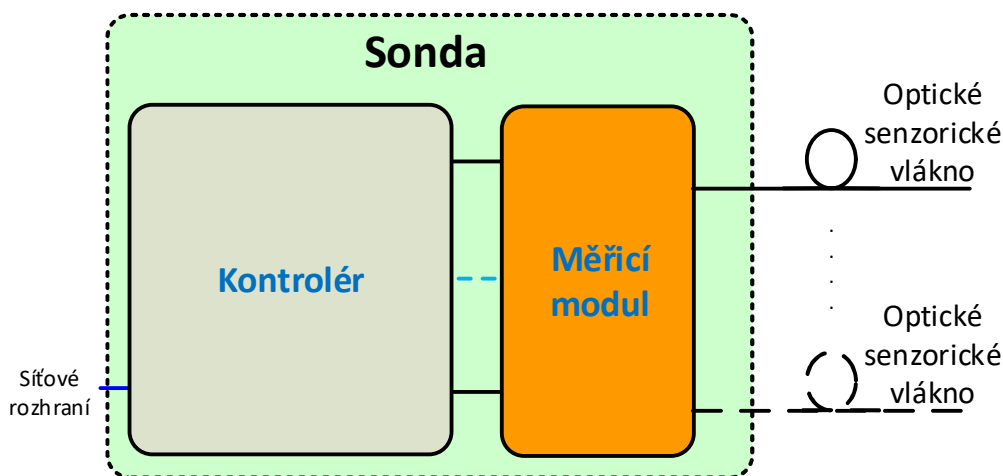 Sonda
Optické
senzorické
vlákno
Kontrolér
Měřicí
modul
Optické
senzorické
vlákno
Síťové
rozhraní